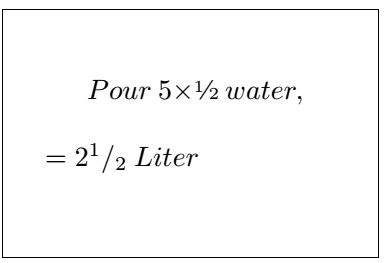 Pour 5×½ water,
= 2¹/₂ Liter